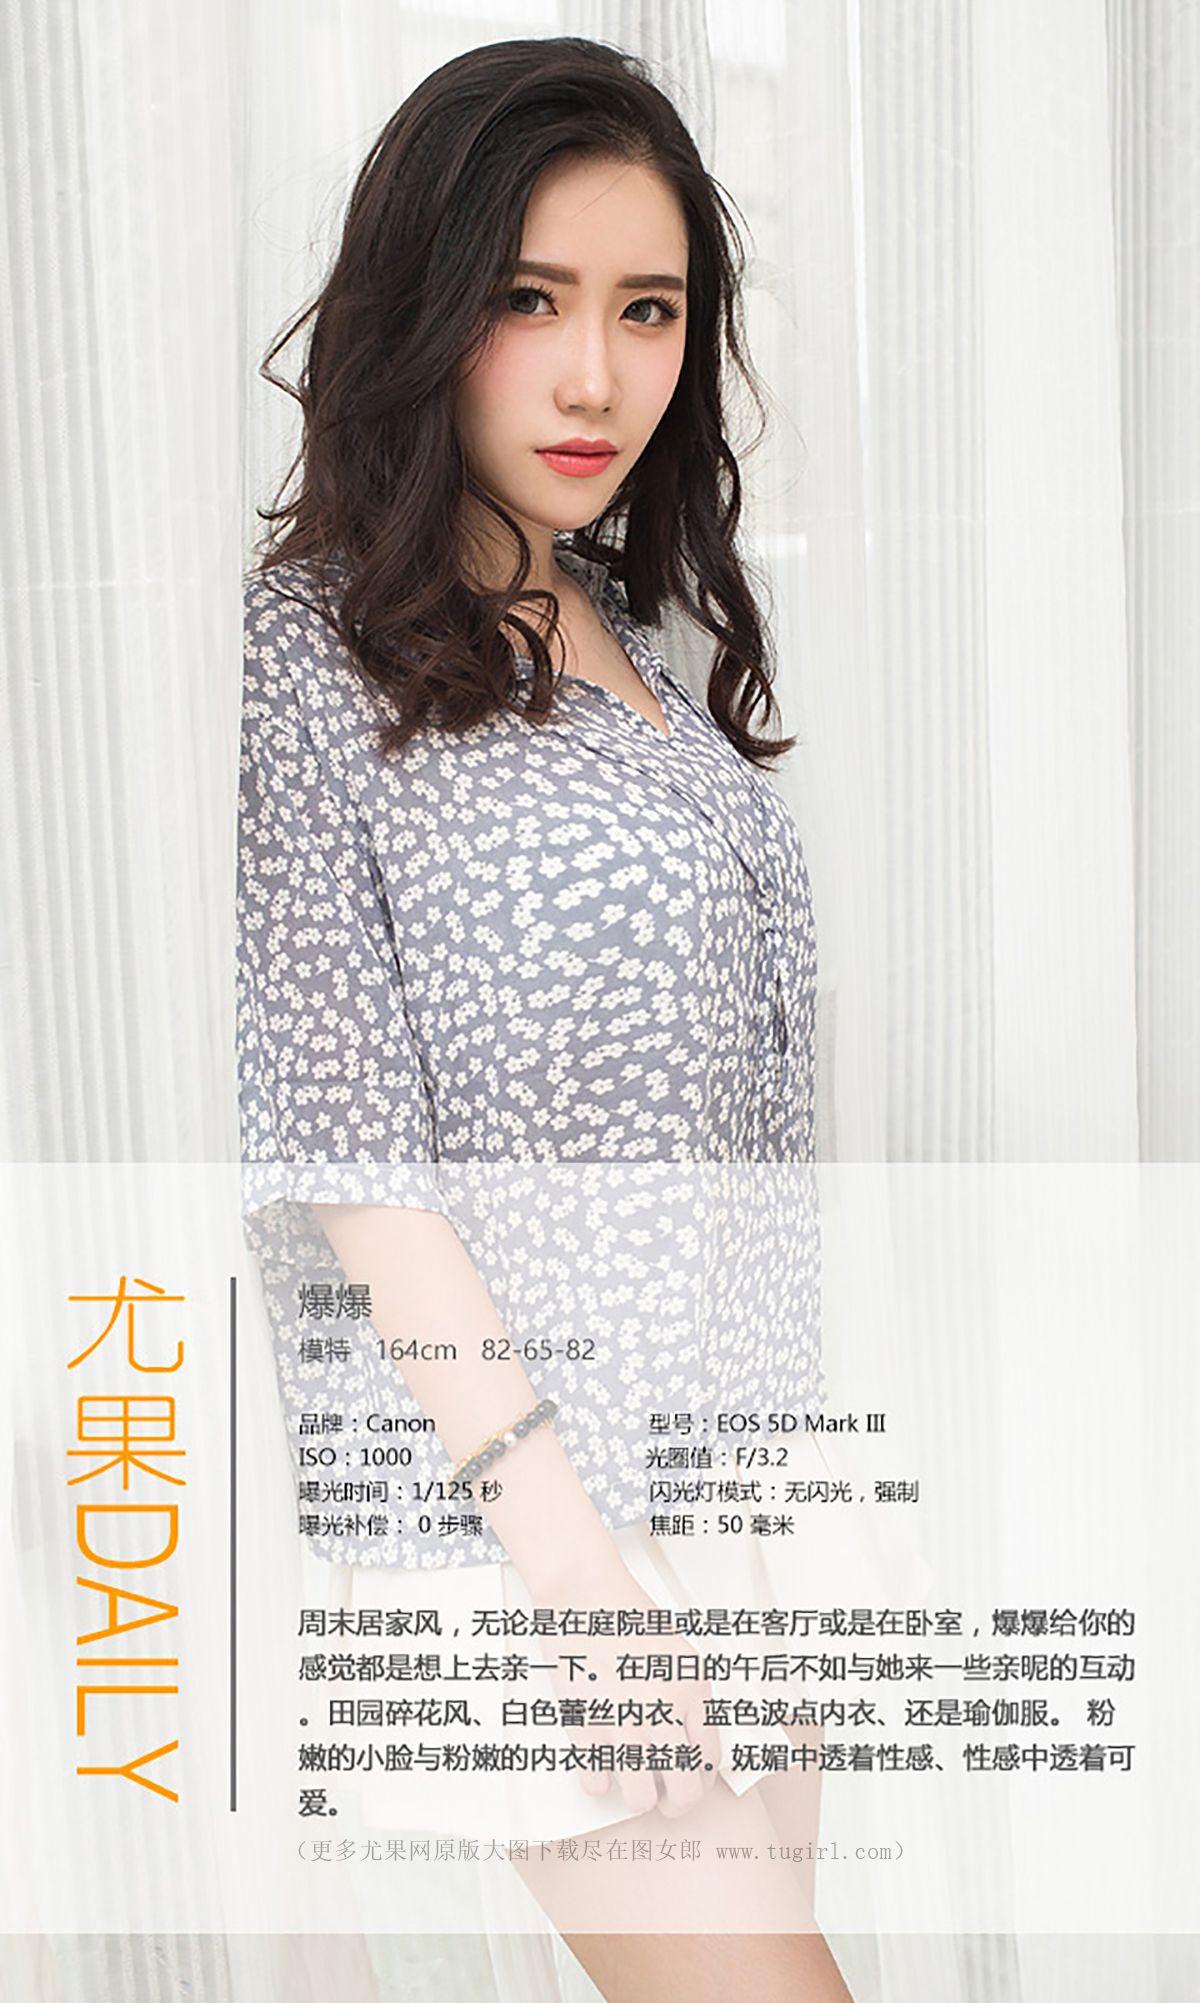 尤果DAILY
爆爆
模特 164cm 82-65-82
品牌：Canon 型号：EOS 5D Mark III
ISO：1000 光圈值：F/3.2
曝光时间：1/125 秒 闪光灯模式：无闪光，强制
曝光补偿： 0 步骤 焦距：50 毫米
周末居家风，无论是在庭院里或是在客厅或是在卧室，爆爆给你的
感觉都是想上去亲一下。在周日的午后不如与她来一些亲昵的互动
。田园碎花风、白色蕾丝内衣、蓝色波点内衣、还是瑜伽服。 粉
嫩的小脸与粉嫩的内衣相得益彰。妩媚中透着性感、性感中透着可
爱。
（更多尤果网原版大图下载尽在图女郎 www.tugirl.com）